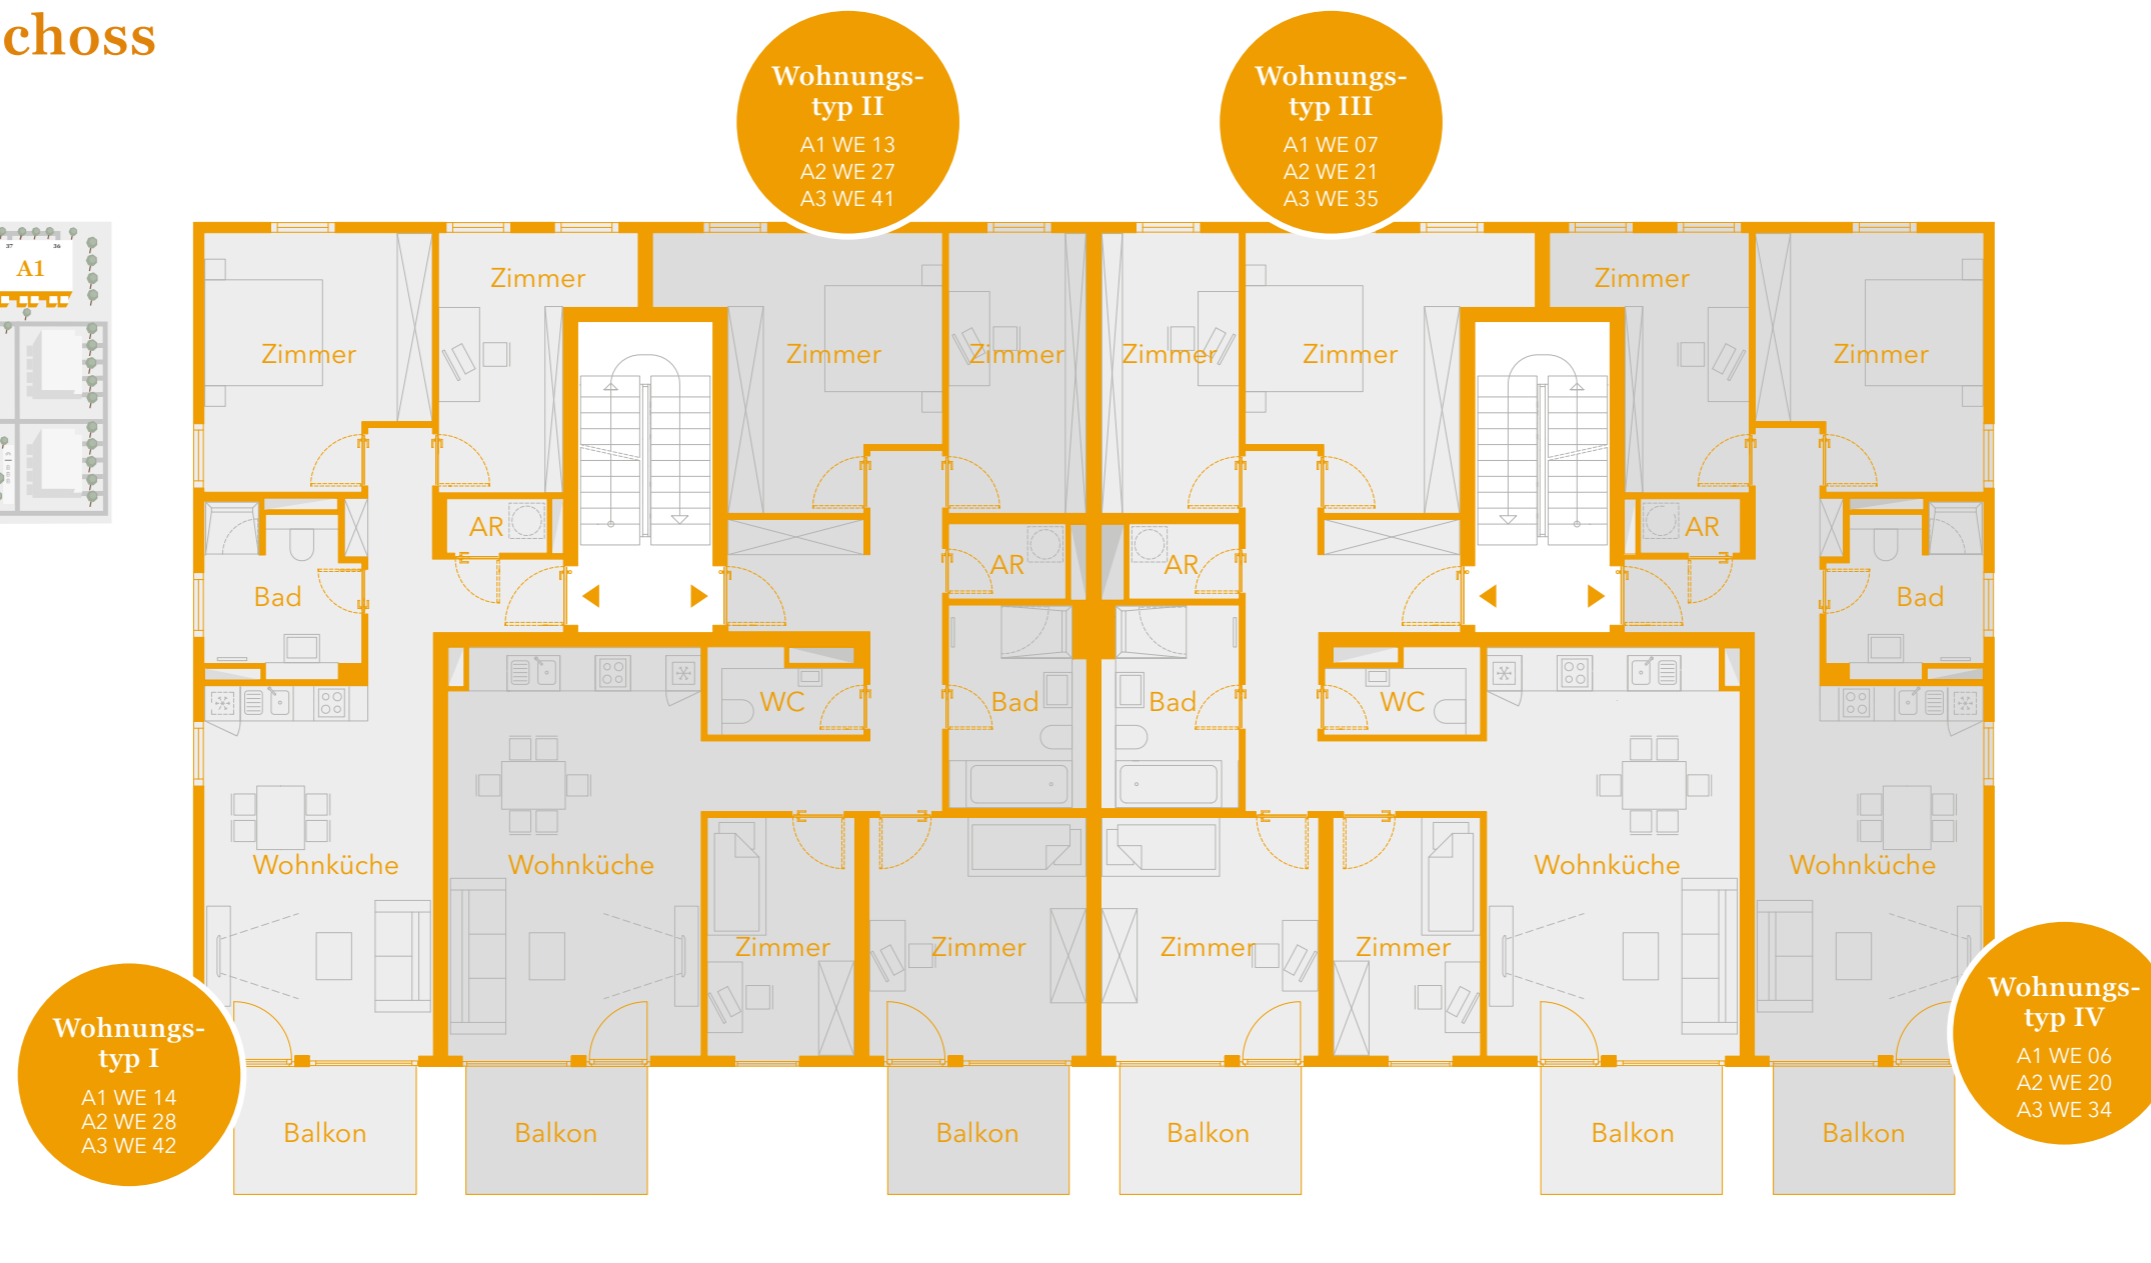 choss
Wohnungs-
typ II
A1 WE 13
A2 WE 27
A3 WE 41
Wohnungs-
typ III
A1 WE 07
A2 WE 21
A3 WE 35
37 36
A1
Zimmer
Zimmer
Zimmer
Zimmer
Zimmer
Zimmer
Zimmer
Zimmer
AR
AR
AR
AR
Bad
Bad
WC
Bad
Bad
WC
Wohnküche
Wohnküche
Wohnküche
Wohnküche
Zimmer
Zimmer
Zimmer
Zimmer
Wohnungs-
typ I
A1 WE 14
A2 WE 28
A3 WE 42
Wohnungs-
typ IV
A1 WE 06
A2 WE 20
A3 WE 34
Balkon
Balkon
Balkon
Balkon
Balkon
Balkon